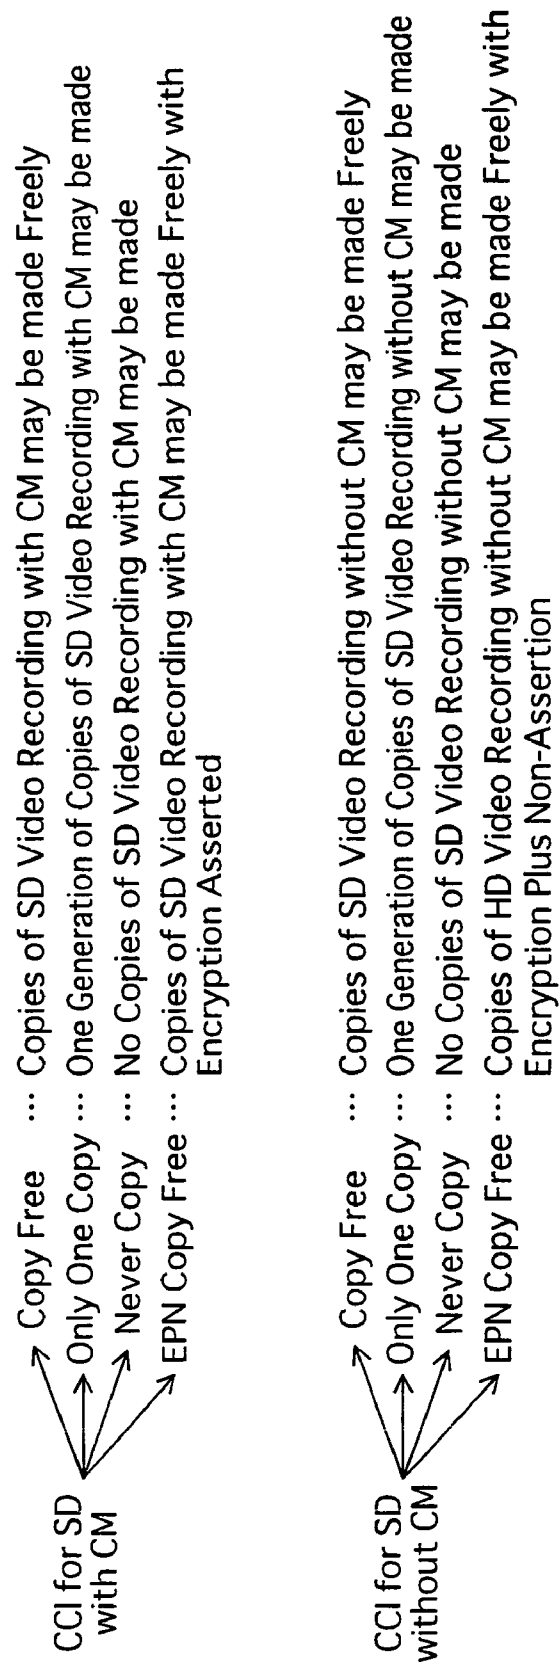 CCI for SD
with CM
Copy Free ... Copies of SD Video Recording with CM may be made Freely
Only One Copy ... One Generation of Copies of SD Video Recording with CM may be made
Never Copy ... No Copies of SD Video Recording with CM may be made
EPN Copy Free ... Copies of SD Video Recording with CM may be made Freely with
Encryption Asserted
CCI for SD
without CM
Copy Free ... Copies of SD Video Recording without CM may be made Freely
Only One Copy ... One Generation of Copies of SD Video Recording without CM may be made
Never Copy ... No Copies of SD Video Recording without CM may be made
EPN Copy Free ... Copies of HD Video Recording without CM may be made Freely with
Encryption Plus Non-Assertion